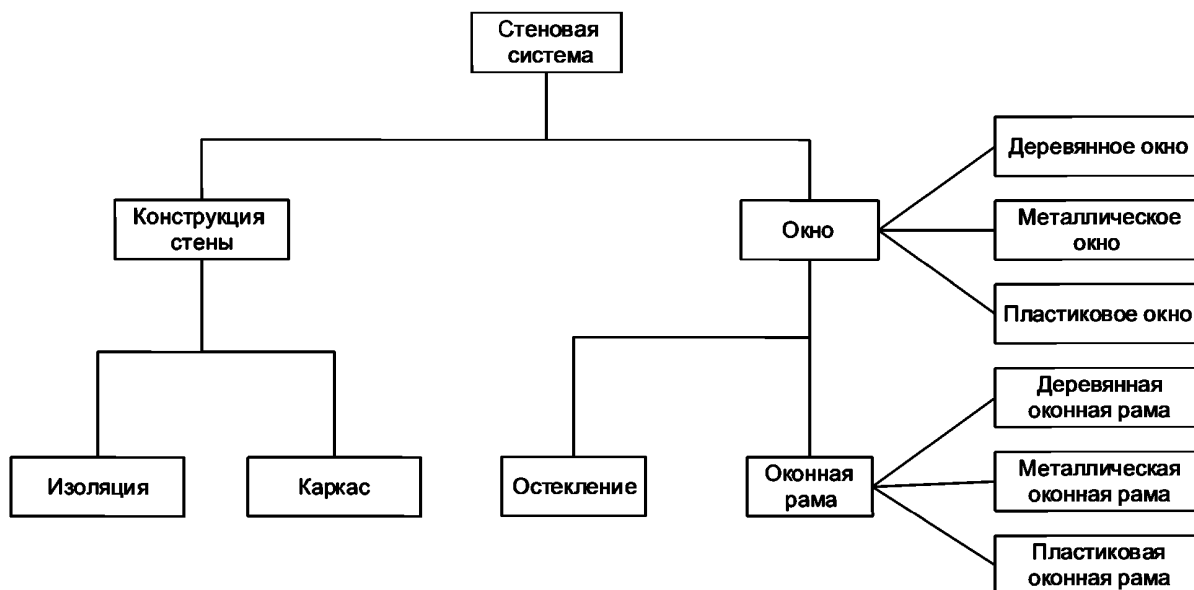 Стеновая
система
Деревянное окно
Конструкция
стены
Окно
Металлическое
окно
Пластиковое окно
Деревянная
оконная рама
Изоляция
Каркас
Остекление
Оконная
рама
Металлическая
оконная рама
Пластиковая
оконная рама